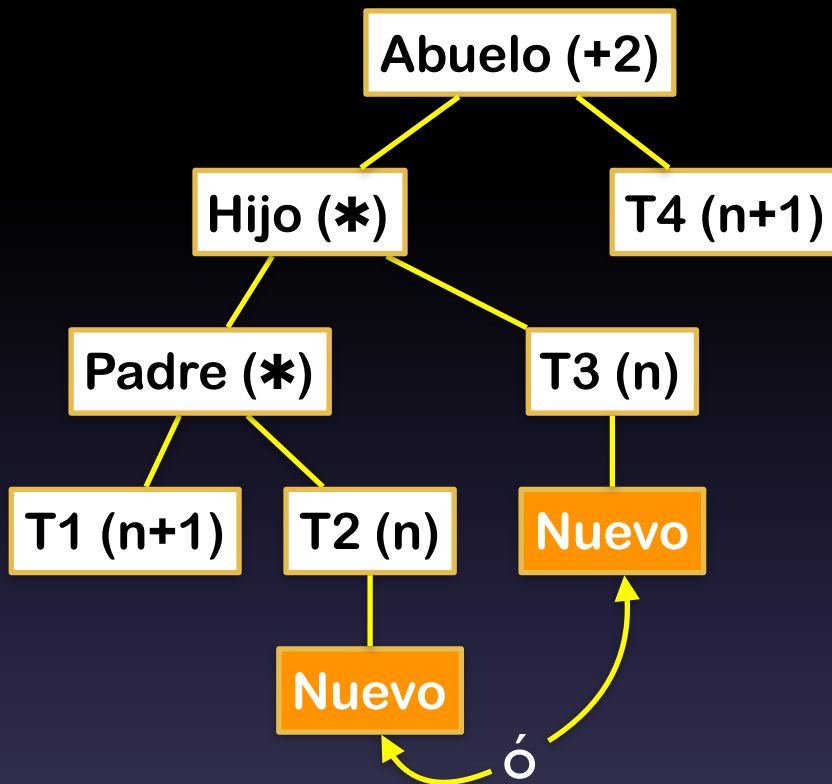 Abuelo (+2)
Hijo (∗)
T4 (n+1)
Padre (∗)
T3 (n)
T1 (n+1)
T2 (n)
Nuevo
Nuevo
ó